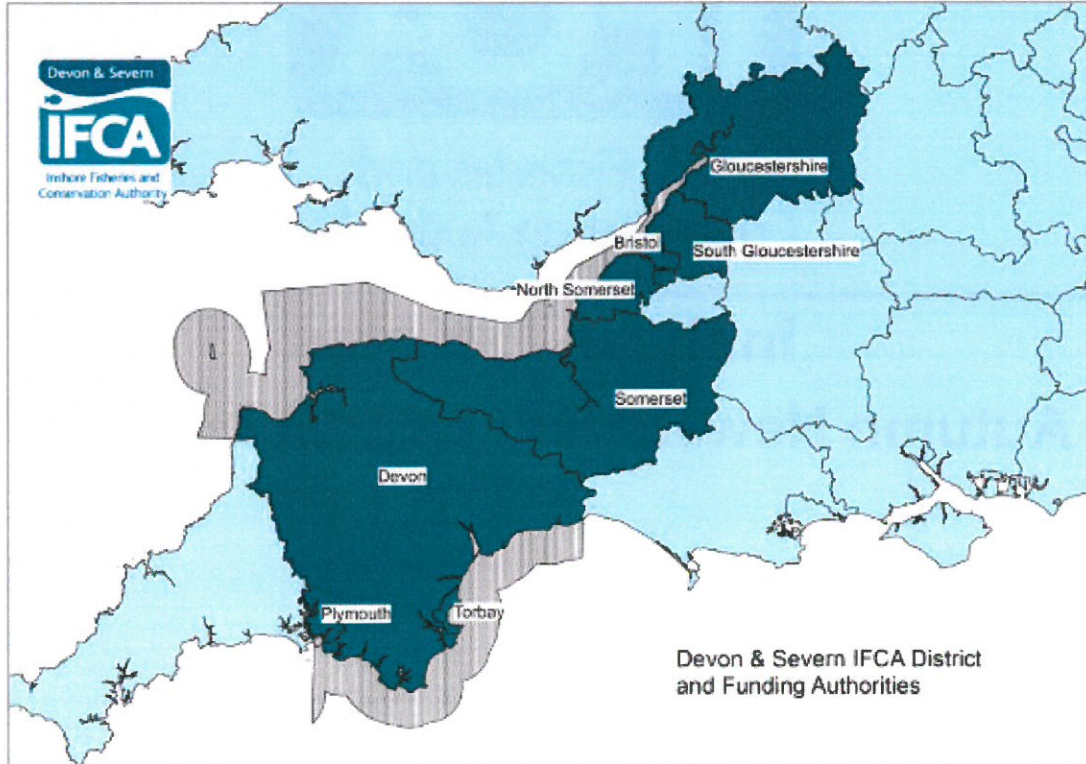 Devon & Severn
IFCA
Inshore Fisheries and
Conservation Authority
Gloucestershire
Bristol
South Gloucestershire
North Somerset
Somerset
Devon
Plymouth
Torbay
Devon & Severn IFCA District
and Funding Authorities